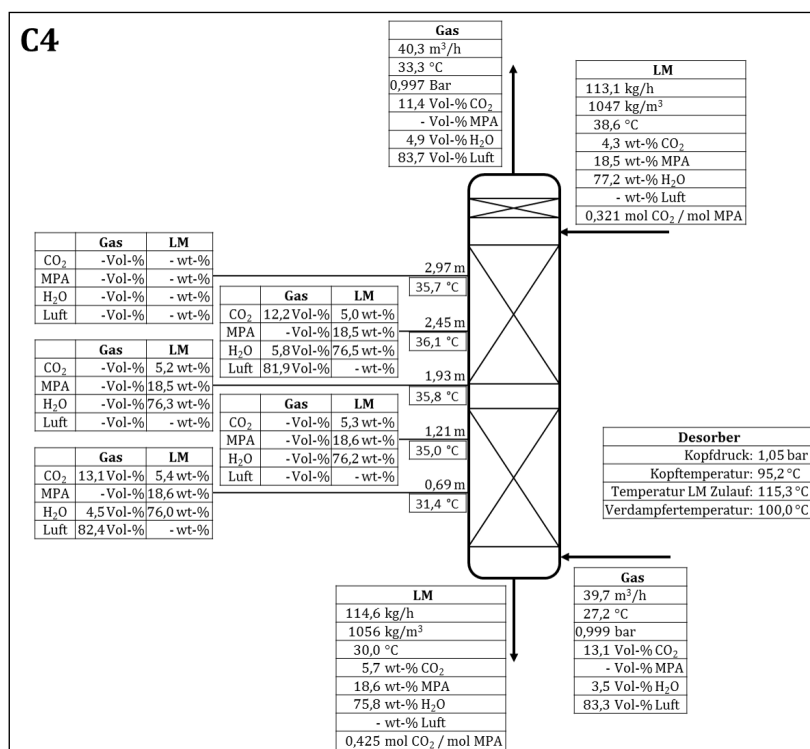 C4
Gas
40,3 m³/h
33,3 °C
0,997 Bar
11,4 Vol-% CO₂
- Vol-% MPA
4,9 Vol-% H₂O
83,7 Vol-% Luft
LM
113,1 kg/h
1047 kg/m³
38,6 °C
4,3 wt-% CO₂
18,5 wt-% MPA
77,2 wt-% H₂O
- wt-% Luft
0,321 mol CO₂ / mol MPA
Gas LM
CO₂ -Vol-% - wt-%
MPA -Vol-% - wt-%
H₂O -Vol-% - wt-%
Luft -Vol-% - wt-%
2,97 m
35,7 °C
Gas LM
CO₂ 12,2 Vol-% 5,0 wt-%
MPA -Vol-% 18,5 wt-%
H₂O 5,8 Vol-% 76,5 wt-%
Luft 81,9 Vol-% - wt-%
2,45 m
36,1 °C
Gas LM
CO₂ -Vol-% 5,2 wt-%
MPA -Vol-% 18,5 wt-%
H₂O -Vol-% 76,3 wt-%
Luft -Vol-% - wt-%
1,93 m
35,8 °C
Gas LM
CO₂ -Vol-% 5,3 wt-%
MPA -Vol-% 18,6 wt-%
H₂O -Vol-% 76,2 wt-%
Luft -Vol-% - wt-%
1,21 m
35,0 °C
Gas LM
CO₂ 13,1 Vol-% 5,4 wt-%
MPA -Vol-% 18,6 wt-%
H₂O 4,5 Vol-% 76,0 wt-%
Luft 82,4 Vol-% - wt-%
0,69 m
31,4 °C
Desorber
Kopfdruck: 1,05 bar
Kopftemperatur: 95,2 °C
Temperatur LM Zulauf: 115,3 °C
Verdampfertemperatur: 100,0 °C
LM
114,6 kg/h
1056 kg/m³
30,0 °C
5,7 wt-% CO₂
18,6 wt-% MPA
75,8 wt-% H₂O
- wt-% Luft
0,425 mol CO₂ / mol MPA
Gas
39,7 m³/h
27,2 °C
0,999 bar
13,1 Vol-% CO₂
- Vol-% MPA
3,5 Vol-% H₂O
83,3 Vol-% Luft